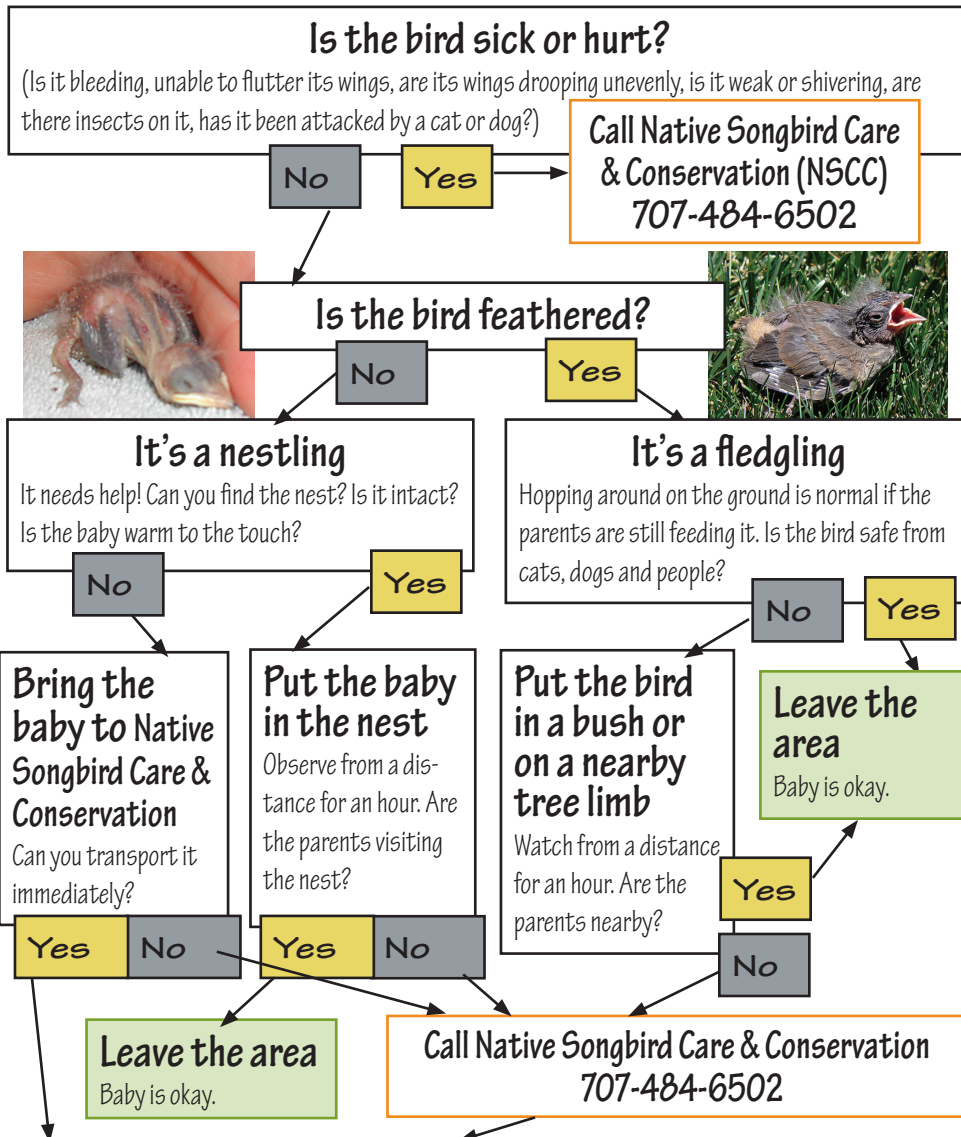 Is the bird sick or hurt?
(Is it bleeding, unable to flutter its wings, are its wings drooping unevenly, is it weak or shivering, are
there insects on it, has it been attacked by a cat or dog?)
No
Yes
Call Native Songbird Care
& Conservation (NSCC)
707-484-6502
Is the bird feathered?
No
Yes
It's a nestling
It needs help! Can you find the nest? Is it intact?
Is the baby warm to the touch?
No
Yes
It's a fledgling
Hopping around on the ground is normal if the
parents are still feeding it. Is the bird safe from
cats, dogs and people?
No
Yes
Bring the
baby to Native
Songbird Care &
Conservation
Can you transport it
immediately?
Yes
No
Put the baby
in the nest
Observe from a dis-
tance for an hour. Are
the parents visiting
the nest?
Yes
No
Put the bird
in a bush or
on a nearby
tree limb
Watch from a distance
for an hour. Are the
parents nearby?
Yes
No
Leave the
area
Baby is okay.
Leave the area
Baby is okay.
Call Native Songbird Care & Conservation
707-484-6502